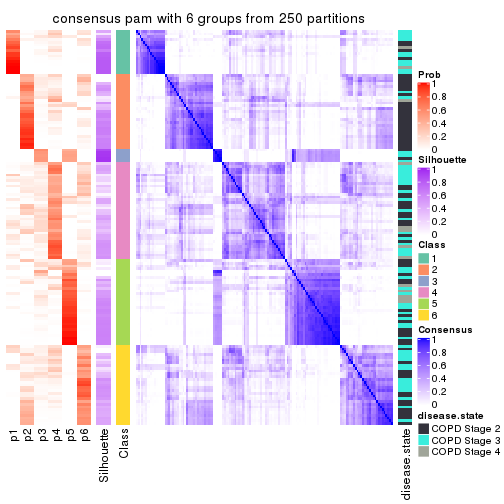 consensus pam with 6 groups from 250 partitions
Prob
1
0.8
0.6
0.4
0.2
0
Silhouette
1
0.8
0.6
0.4
0.2
0
Class
1
2
3
4
5
6
Consensus
1
0.8
0.6
0.4
0.2
0
disease.state
COPD Stage 2
COPD Stage 3
COPD Stage 4
p1
p2
p3
p4
p5
p6
Silhouette
Class
disease.state